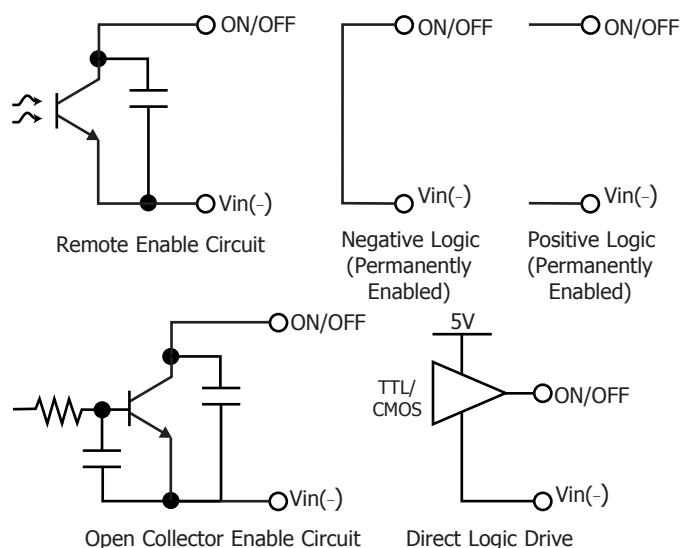 ON/OFF
Vin(-)
Remote Enable Circuit
ON/OFF
Vin(-)
Negative Logic
(Permanently
Enabled)
ON/OFF
Vin(-)
Positive Logic
(Permanently
Enabled)
ON/OFF
Vin(-)
Open Collector Enable Circuit
5V
TTL/
CMOS
ON/OFF
Vin(-)
Direct Logic Drive